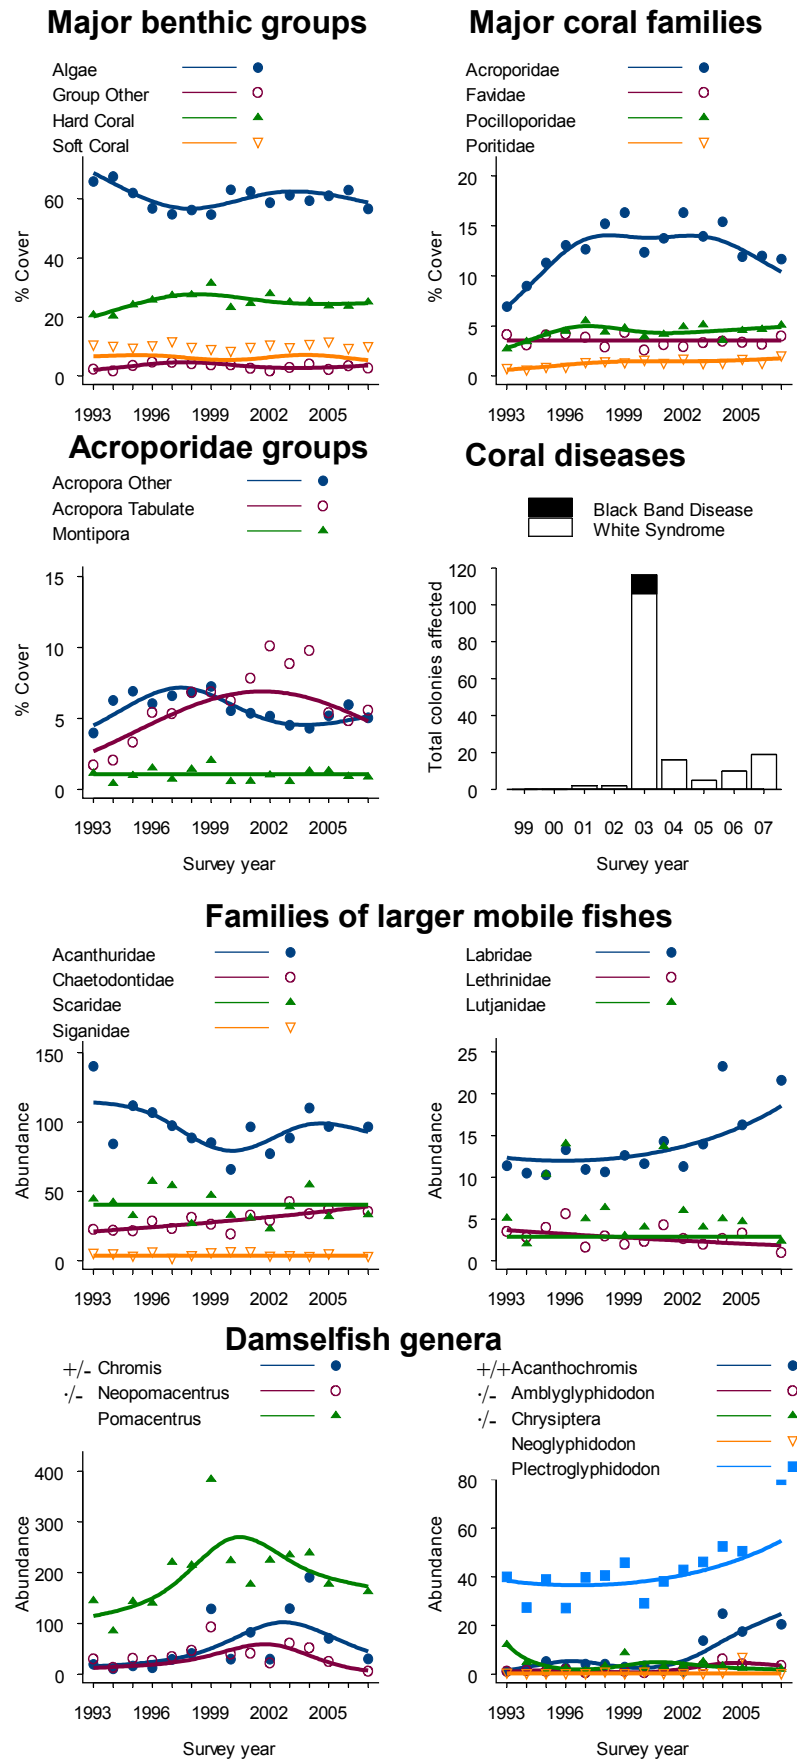 Major benthic groups
Algae
Group Other
Hard Coral
Soft Coral
% Cover
60
40
20
0
1993 1996 1999 2002 2005
Major coral families
Acroporidae
Favidae
Pocilloporidae
Poritidae
% Cover
20
15
10
5
0
1993 1996 1999 2002 2005
Acroporidae groups
Acropora Other
Acropora Tabulate
Montipora
% Cover
15
10
5
0
1993 1996 1999 2002 2005
Survey year
Coral diseases
Black Band Disease
White Syndrome
Total colonies affected
120
100
80
60
40
20
0
99 00 01 02 03 04 05 06 07
Survey year
Families of larger mobile fishes
Acanthuridae
Chaetodontidae
Scaridae
Siganidae
Abundance
150
100
50
0
1993 1996 1999 2002 2005
Labridae
Lethrinidae
Lutjanidae
Abundance
25
20
15
10
5
0
1993 1996 1999 2002 2005
Damselfish genera
+/- Chromis
·/- Neopomacentrus
Pomacentrus
Abundance
400
300
200
100
0
1993 1996 1999 2002 2005
Survey year
+/+ Acanthochromis
·/- Amblyglyphidodon
·/- Chrysiptera
Neoglyphidodon
Plectroglyphidodon
Abundance
80
60
40
20
0
1993 1996 1999 2002 2005
Survey year